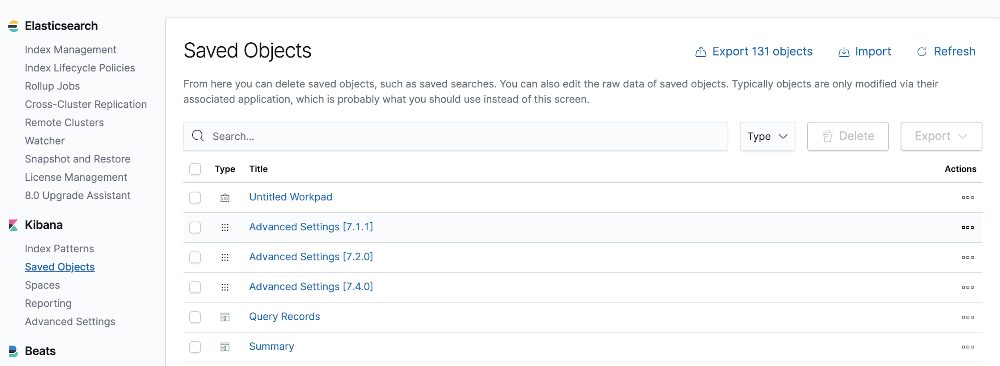 Elasticsearch
Index Management
Index Lifecycle Policies
Rollup Jobs
Cross-Cluster Replication
Remote Clusters
Watcher
Snapshot and Restore
License Management
8.0 Upgrade Assistant
Kibana
Index Patterns
Saved Objects
Spaces
Reporting
Advanced Settings
Beats
Saved Objects
Export 131 objects
Import
Refresh
From here you can delete saved objects, such as saved searches. You can also edit the raw data of saved objects. Typically objects are only modified via their
associated application, which is probably what you should use instead of this screen.
Search...
Type
Delete
Export
Type Title Actions
Untitled Workpad
Advanced Settings [7.1.1]
Advanced Settings [7.2.0]
Advanced Settings [7.4.0]
Query Records
Summary